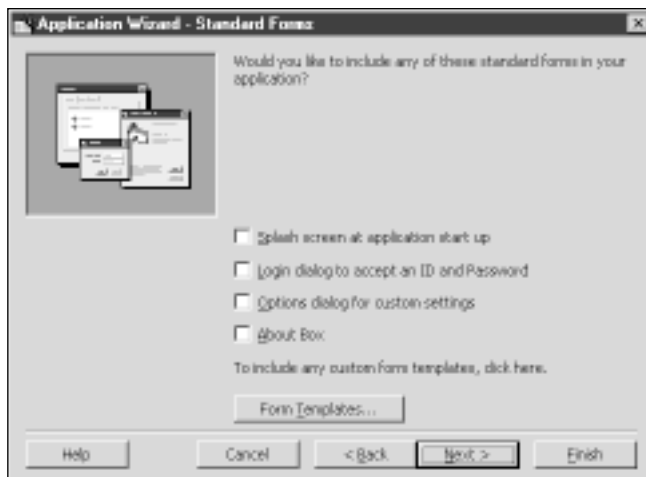 Application Wizard - Standard Forms
Would you like to include any of these standard forms in your
application?
Splash screen at application start up
Login dialog to accept an ID and Password
Options dialog for custom settings
About Box
To include any custom form templates, click here.
Form Templates...
Help
Cancel
< Back
Next >
Finish